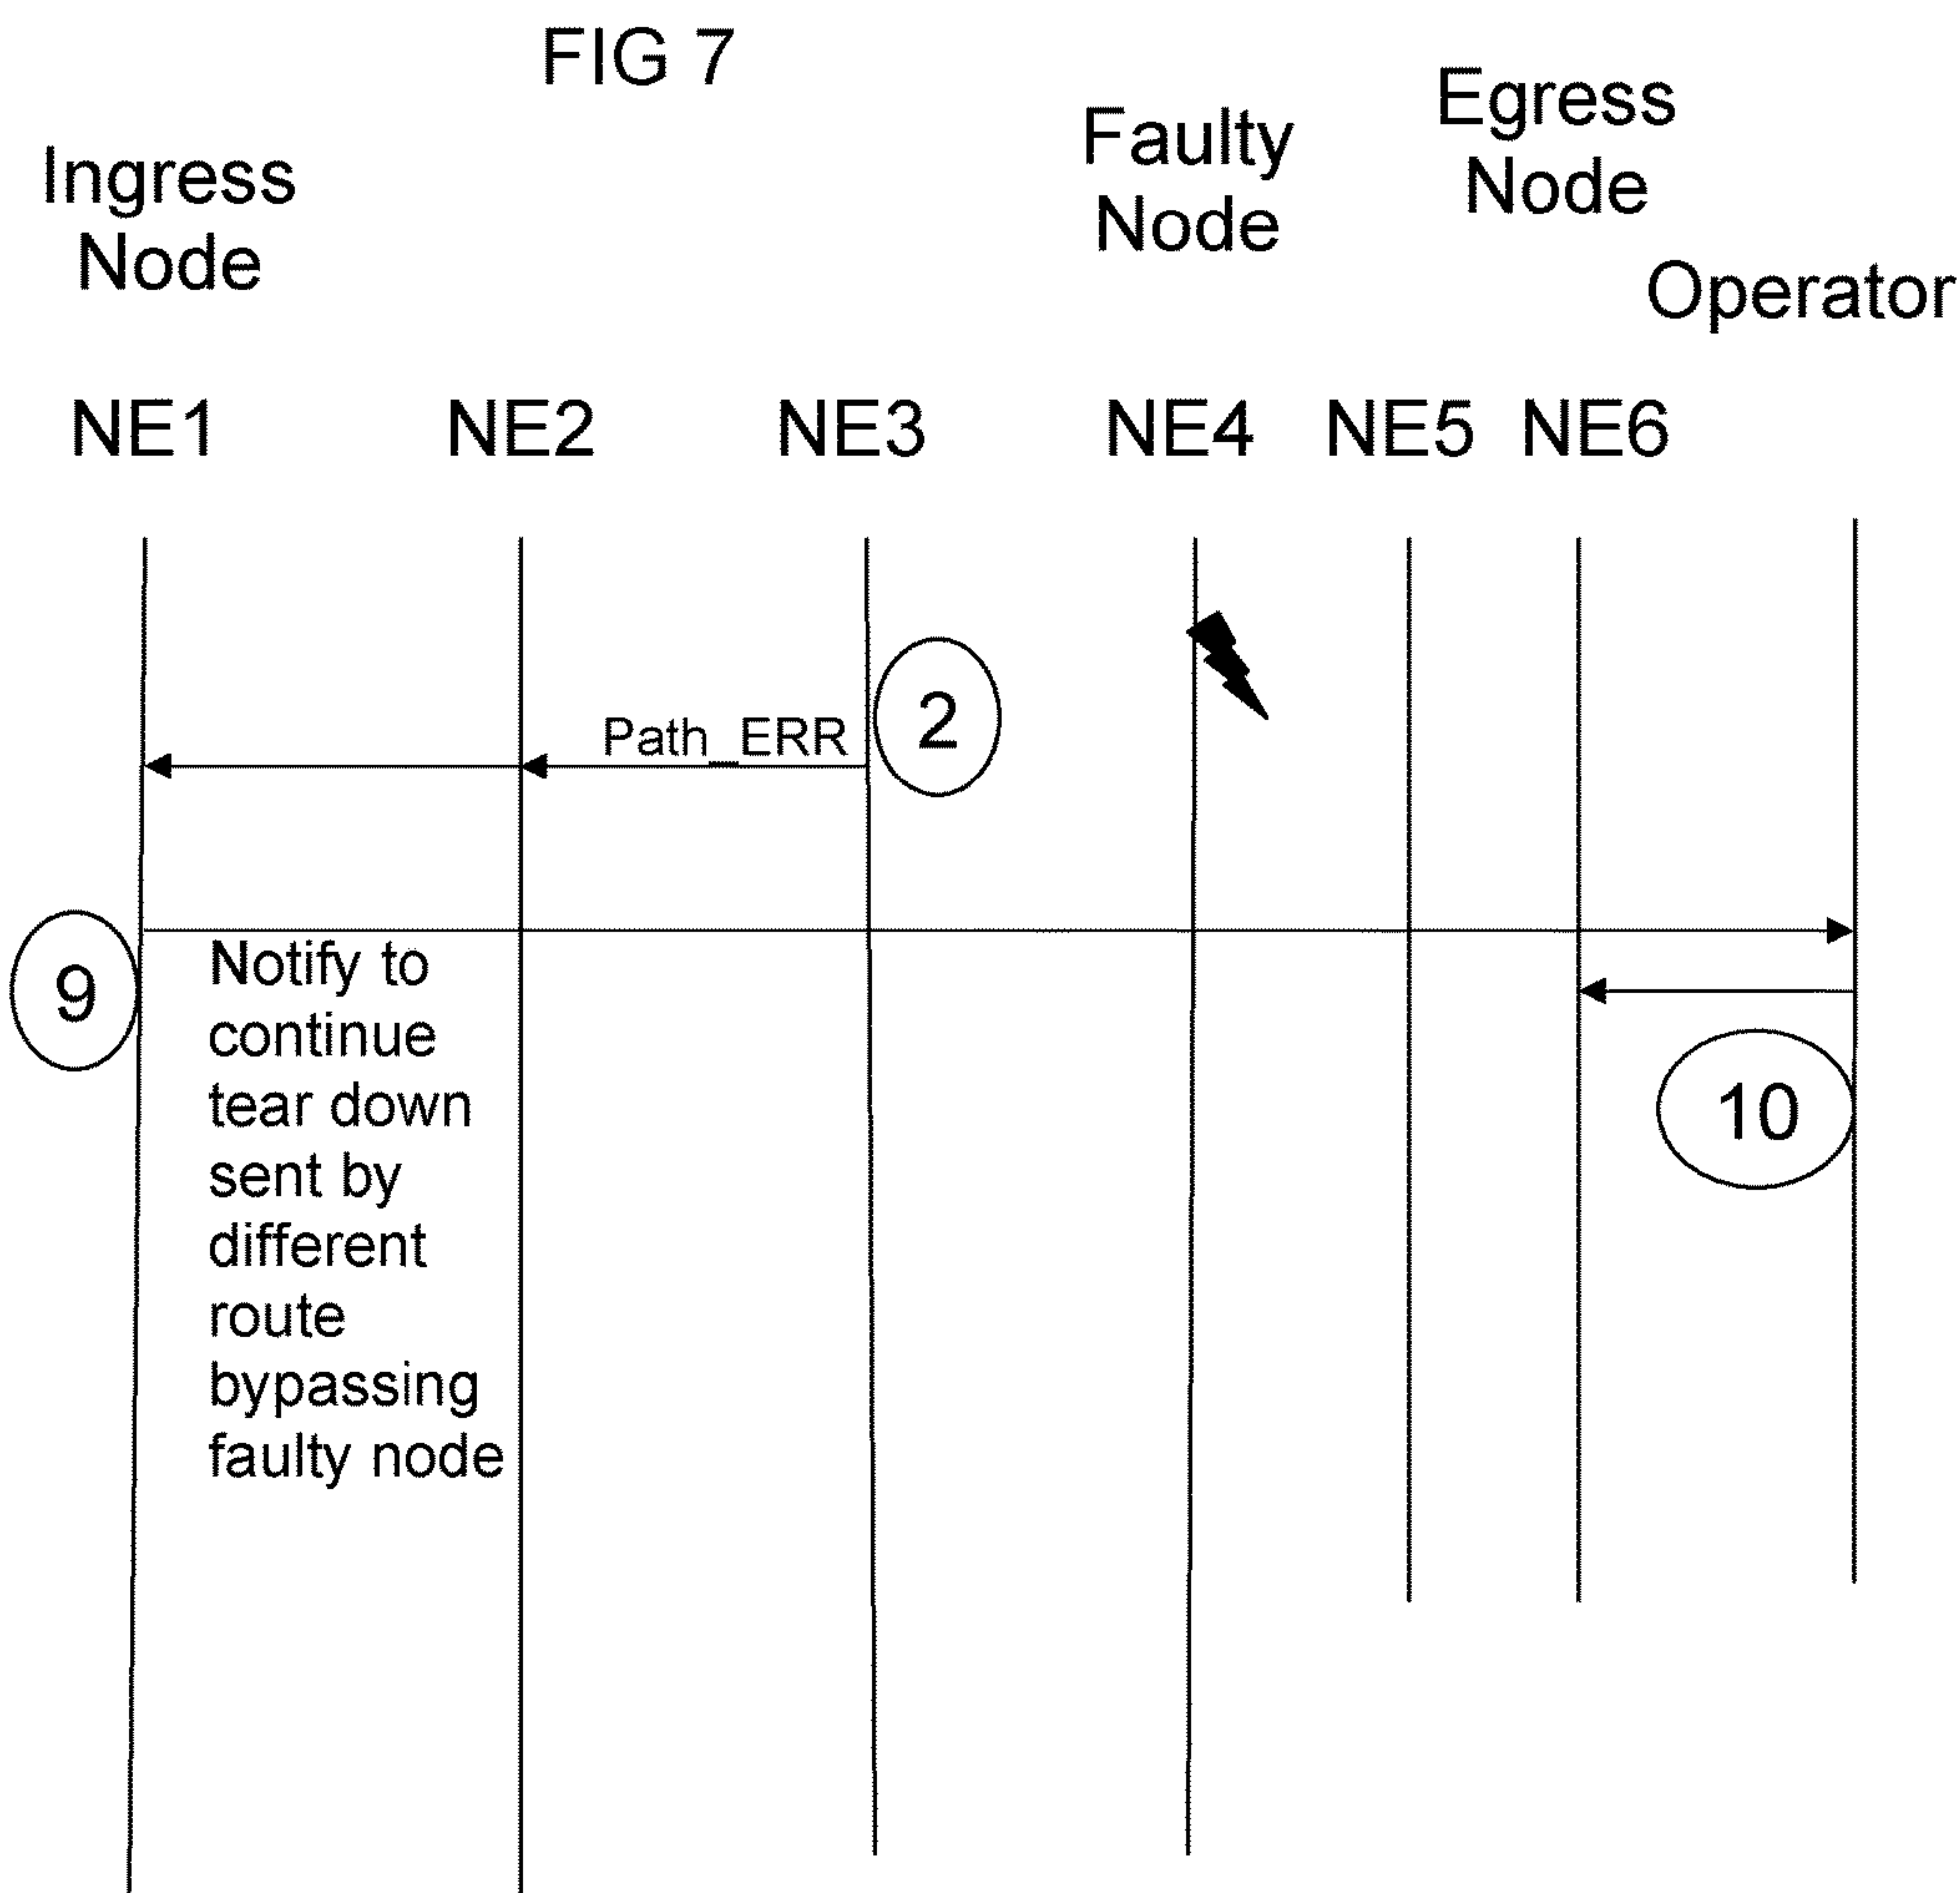 FIG 7
Ingress
Node
Faulty
Node
Egress
Node
Operator
NE1
NE2
NE3
NE4
NE5
NE6
Path_ERR
2
9
Notify to
continue
tear down
sent by
different
route
bypassing
faulty node
10